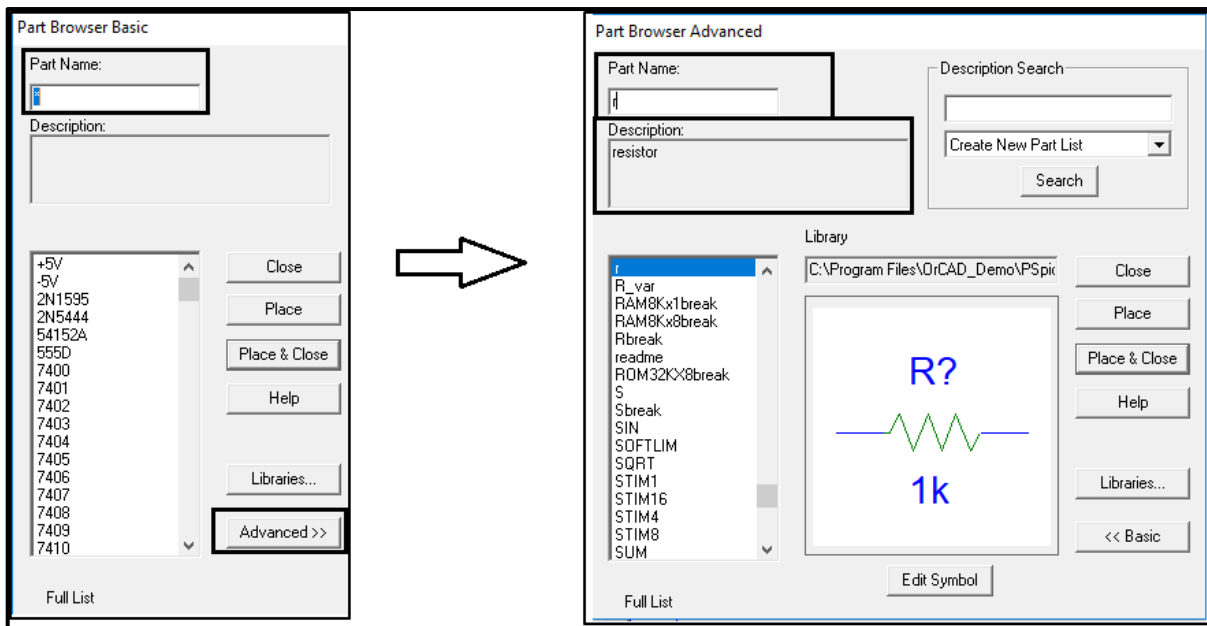 Part Browser Basic
Part Name:
*
Description:
+5V
-5V
2N1595
2N5444
54152A
555D
7400
7401
7402
7403
7404
7405
7406
7407
7408
7409
7410
Close
Place
Place & Close
Help
Libraries...
Advanced >>
Full List
Part Browser Advanced
Part Name:
r
Description:
resistor
Description Search
Create New Part List
Search
Library
C:\Program Files\OrCAD_Demo\PSpic
r
R_var
RAM8Kx1break
RAM8Kx8break
Rbreak
readme
ROM32KX8break
S
Sbreak
SIN
SOFTLIM
SQRT
STIM1
STIM16
STIM4
STIM8
SUM
R?
1k
Close
Place
Place & Close
Help
Libraries...
<< Basic
Edit Symbol
Full List